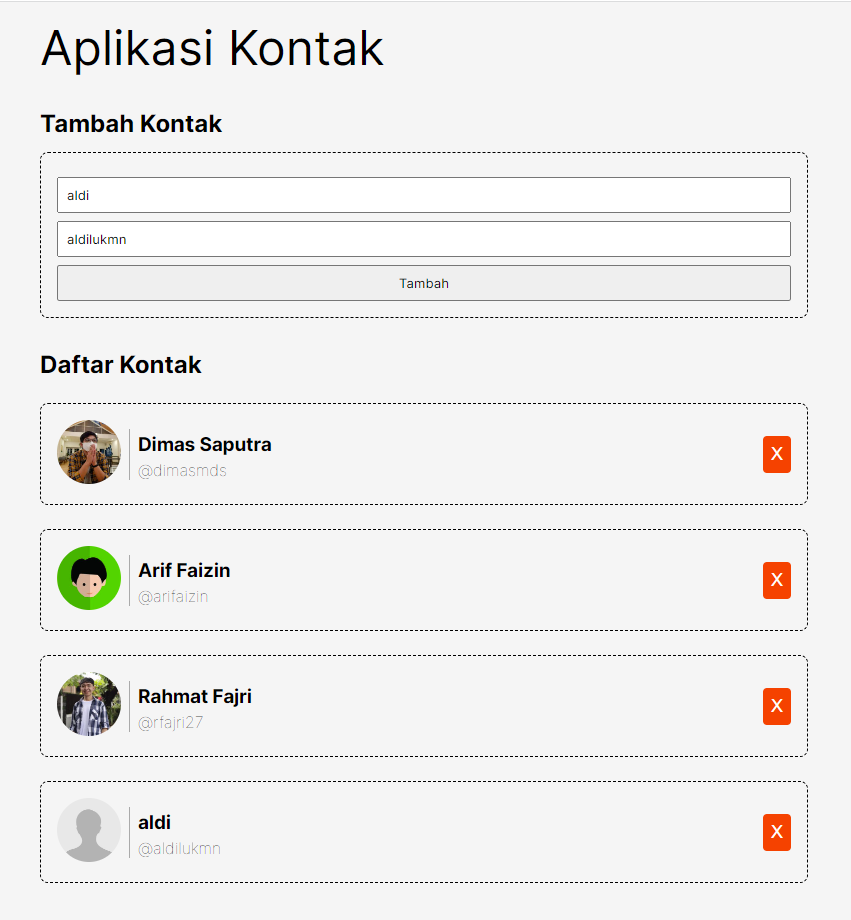 Aplikasi Kontak
Tambah Kontak
aldi
aldilukmn
Tambah
Daftar Kontak
Dimas Saputra
@dimasmds
X
Arif Faizin
@arifaizin
X
Rahmat Fajri
@rfajri27
X
aldi
@aldilukmn
X